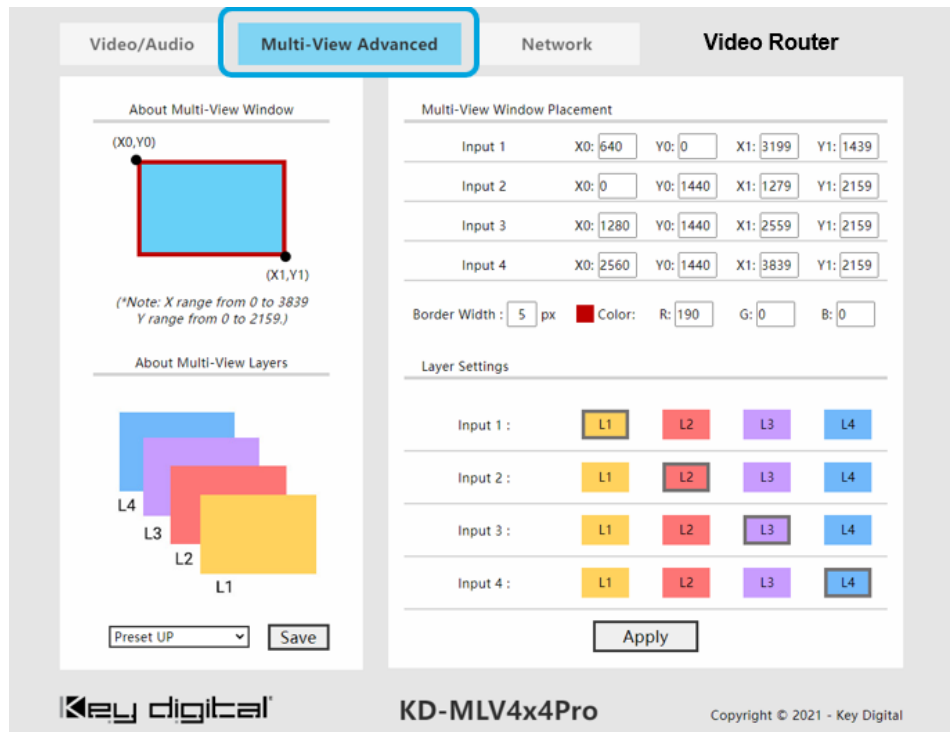 Video/Audio Multi-View Advanced Network Video Router
About Multi-View Window
(X0,Y0)
(X1,Y1)
(*Note: X range from 0 to 3839
Y range from 0 to 2159.)
About Multi-View Layers
L4
L3
L2
L1
Preset UP Save
Multi-View Window Placement
Input 1 X0: 640 Y0: 0 X1: 3199 Y1: 1439
Input 2 X0: 0 Y0: 1440 X1: 1279 Y1: 2159
Input 3 X0: 1280 Y0: 1440 X1: 2559 Y1: 2159
Input 4 X0: 2560 Y0: 1440 X1: 3839 Y1: 2159
Border Width : 5 px Color: R: 190 G: 0 B: 0
Layer Settings
Input 1 : L1 L2 L3 L4
Input 2 : L1 L2 L3 L4
Input 3 : L1 L2 L3 L4
Input 4 : L1 L2 L3 L4
Apply
Key digital KD-MLV4x4Pro Copyright © 2021 - Key Digital